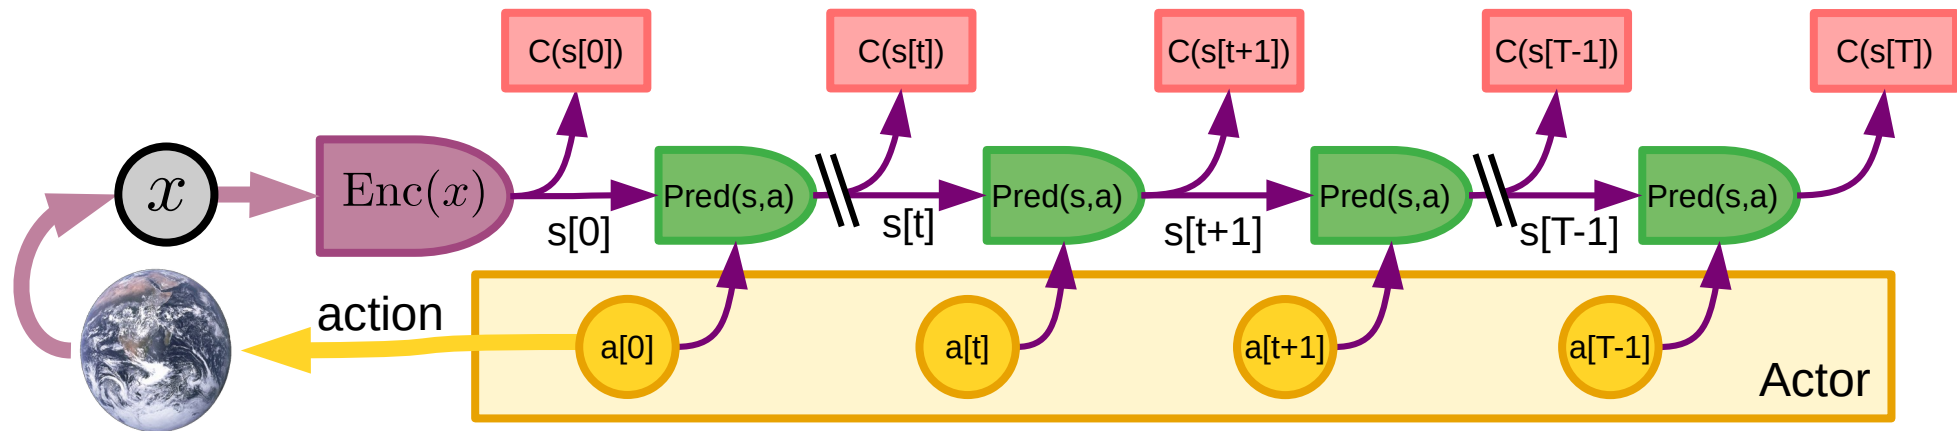 C(s[0])
C(s[t])
C(s[t+1])
C(s[T-1])
C(s[T])
x
Enc(x)
Pred(s,a)
Pred(s,a)
Pred(s,a)
Pred(s,a)
s[0]
s[t]
s[t+1]
s[T-1]
action
a[0]
a[t]
a[t+1]
a[T-1]
Actor